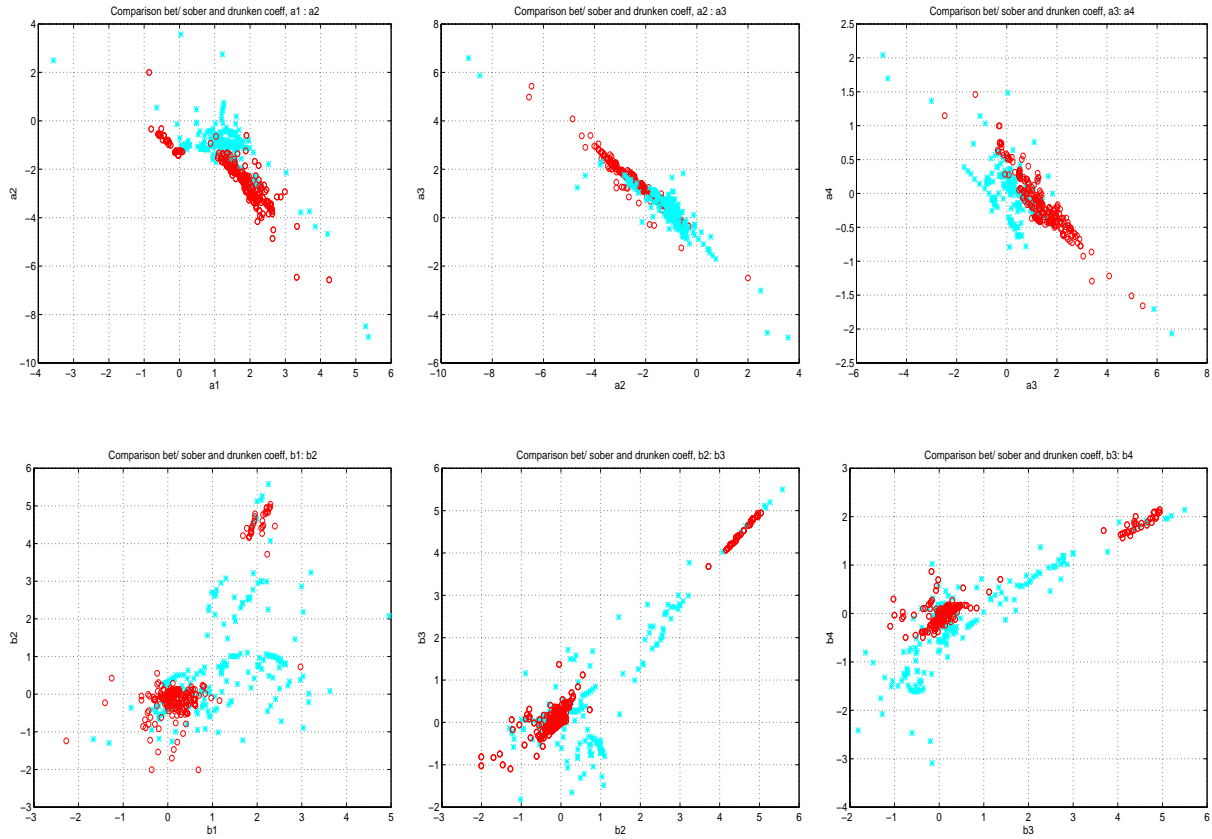 Comparison bet/ sober and drunken coeff, a1 : a2
4
2
0
−2
−4
−6
−8
−10
a2
−4 −3 −2 −1 0 1 2 3 4 5 6
a1
Comparison bet/ sober and drunken coeff, a2 : a3
8
6
4
2
0
−2
−4
−6
a3
−10 −8 −6 −4 −2 0 2 4
a2
Comparison bet/ sober and drunken coeff, a3: a4
2.5
2
1.5
1
0.5
0
−0.5
−1
−1.5
−2
−2.5
a4
−6 −4 −2 0 2 4 6 8
a3
Comparison bet/ sober and drunken coeff, b1: b2
6
5
4
3
2
1
0
−1
−2
−3
b2
−3 −2 −1 0 1 2 3 4 5
b1
Comparison bet/ sober and drunken coeff, b2: b3
6
5
4
3
2
1
0
−1
−2
b3
−3 −2 −1 0 1 2 3 4 5 6
b2
Comparison bet/ sober and drunken coeff, b3: b4
3
2
1
0
−1
−2
−3
−4
b4
−2 −1 0 1 2 3 4 5 6
b3